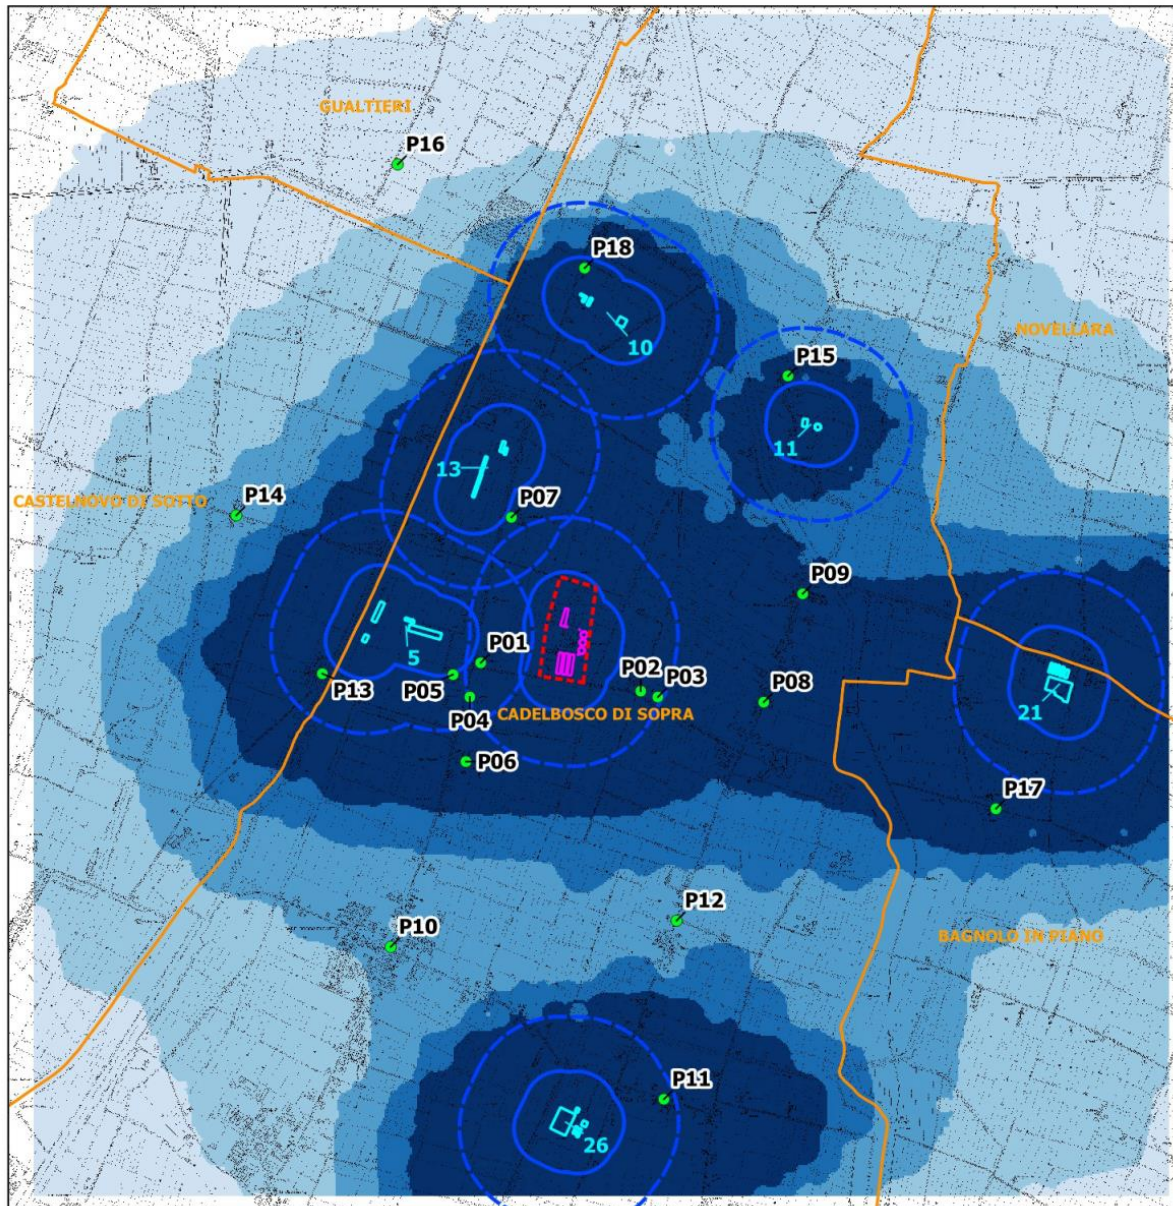 GUALTIERI
P16
P18
10
NOVELLARA
P15
11
13
CASTELNOVO DI SOTTO
P14
P07
P09
5
P01
P02
P03
P13
P05
P04
CADELBOSCO DI SOPRA
P08
21
P06
P17
P12
P10
BAGNOLO IN PIANO
P11
26